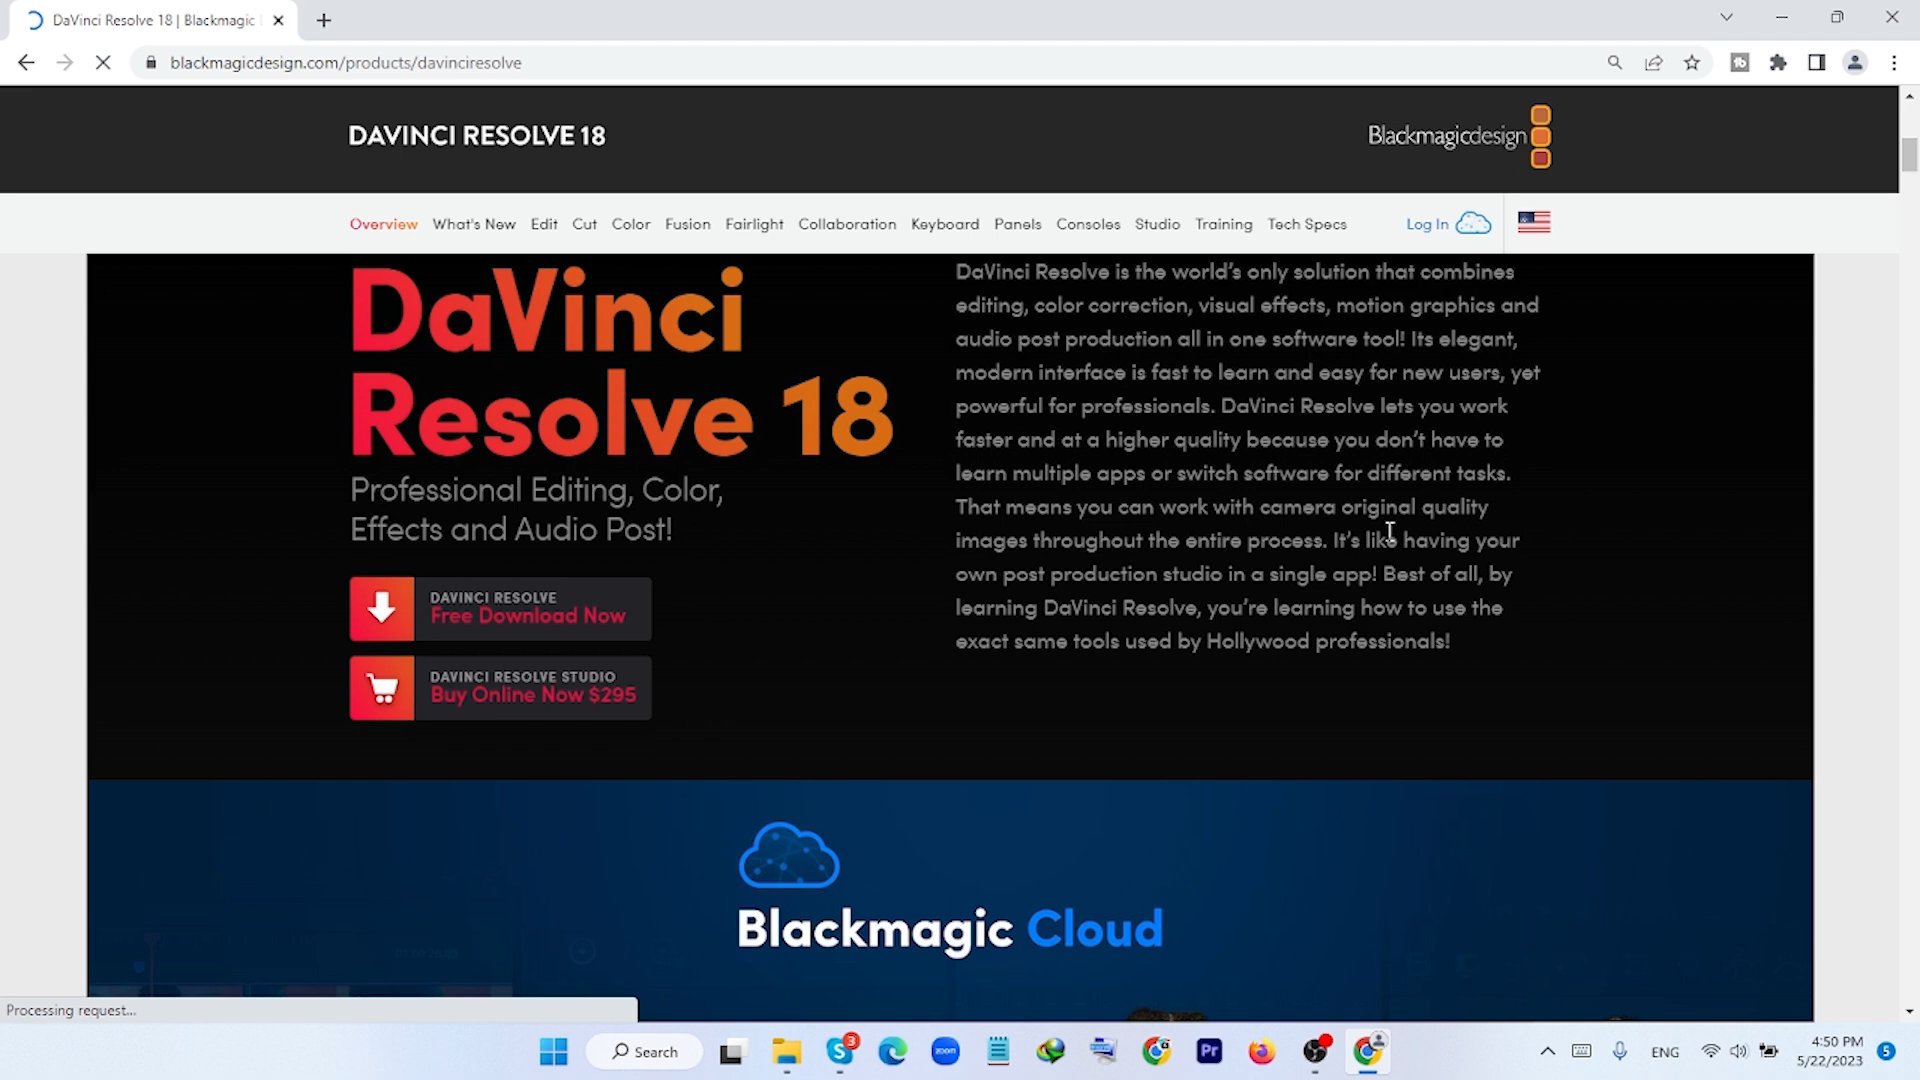 DaVinci Resolve 18 | Blackmagic
blackmagicdesign.com/products/davinciresolve
DAVINCI RESOLVE 18
Blackmagicdesign
Overview What's New Edit Cut Color Fusion Fairlight Collaboration Keyboard Panels Consoles Studio Training Tech Specs Log In
DaVinci
Resolve 18
Professional Editing, Color,
Effects and Audio Post!
DAVINCI RESOLVE
Free Download Now
DAVINCI RESOLVE STUDIO
Buy Online Now $295
DaVinci Resolve is the world's only solution that combines
editing, color correction, visual effects, motion graphics and
audio post production all in one software tool! Its elegant,
modern interface is fast to learn and easy for new users, yet
powerful for professionals. DaVinci Resolve lets you work
faster and at a higher quality because you don't have to
learn multiple apps or switch software for different tasks.
That means you can work with camera original quality
images throughout the entire process. It's like having your
own post production studio in a single app! Best of all, by
learning DaVinci Resolve, you're learning how to use the
exact same tools used by Hollywood professionals!
Blackmagic Cloud
Processing request...
Search
3
zoom
Pr
ENG
4:50 PM
5/22/2023
5